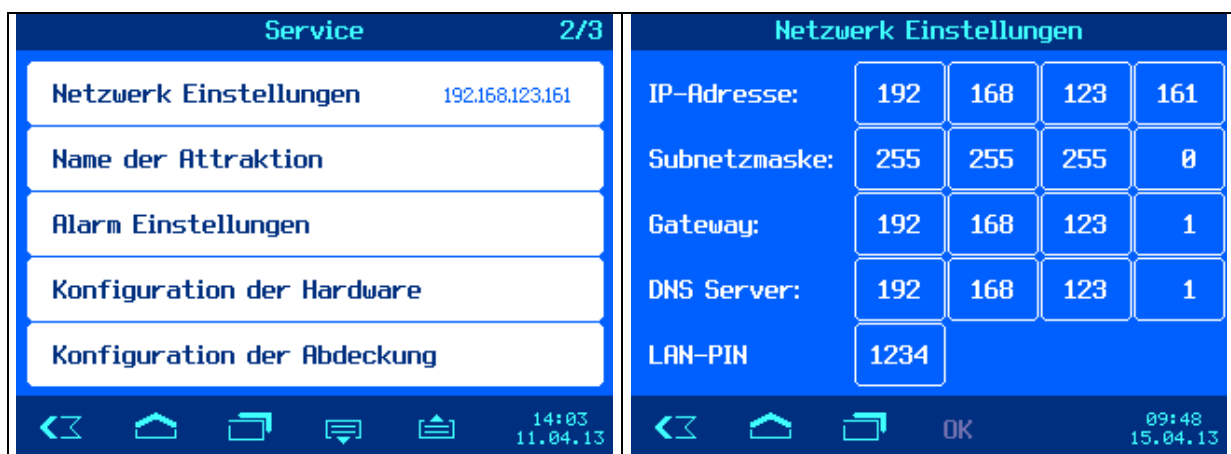 Service 2/3
Netzwerk Einstellungen 192.168.123.161
Name der Attraktion
Alarm Einstellungen
Konfiguration der Hardware
Konfiguration der Abdeckung
14:03
11.04.13
Netzwerk Einstellungen
IP-Adresse: 192 168 123 161
Subnetzmaske: 255 255 255 0
Gateway: 192 168 123 1
DNS Server: 192 168 123 1
LAN-PIN 1234
OK 09:48
15.04.13